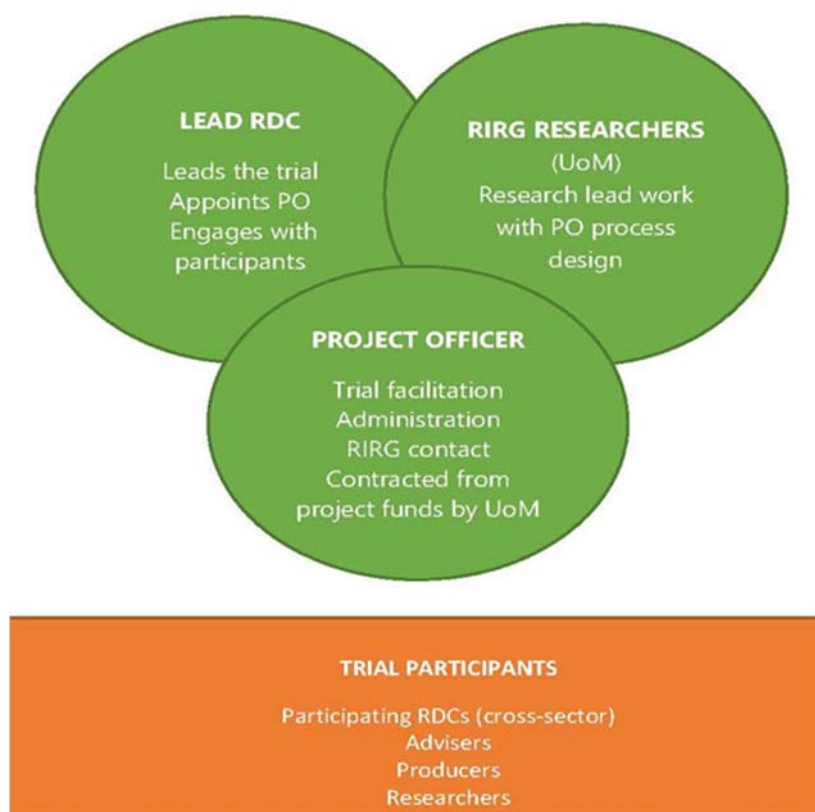 LEAD RDC
Leads the trial
Appoints PO
Engages with
participants
RIRG RESEARCHERS
(UoM)
Research lead work
with PO process
design
PROJECT OFFICER
Trial facilitation
Administration
RIRG contact
Contracted from
project funds by UoM
TRIAL PARTICIPANTS
Participating RDCs (cross-sector)
Advisers
Producers
Researchers